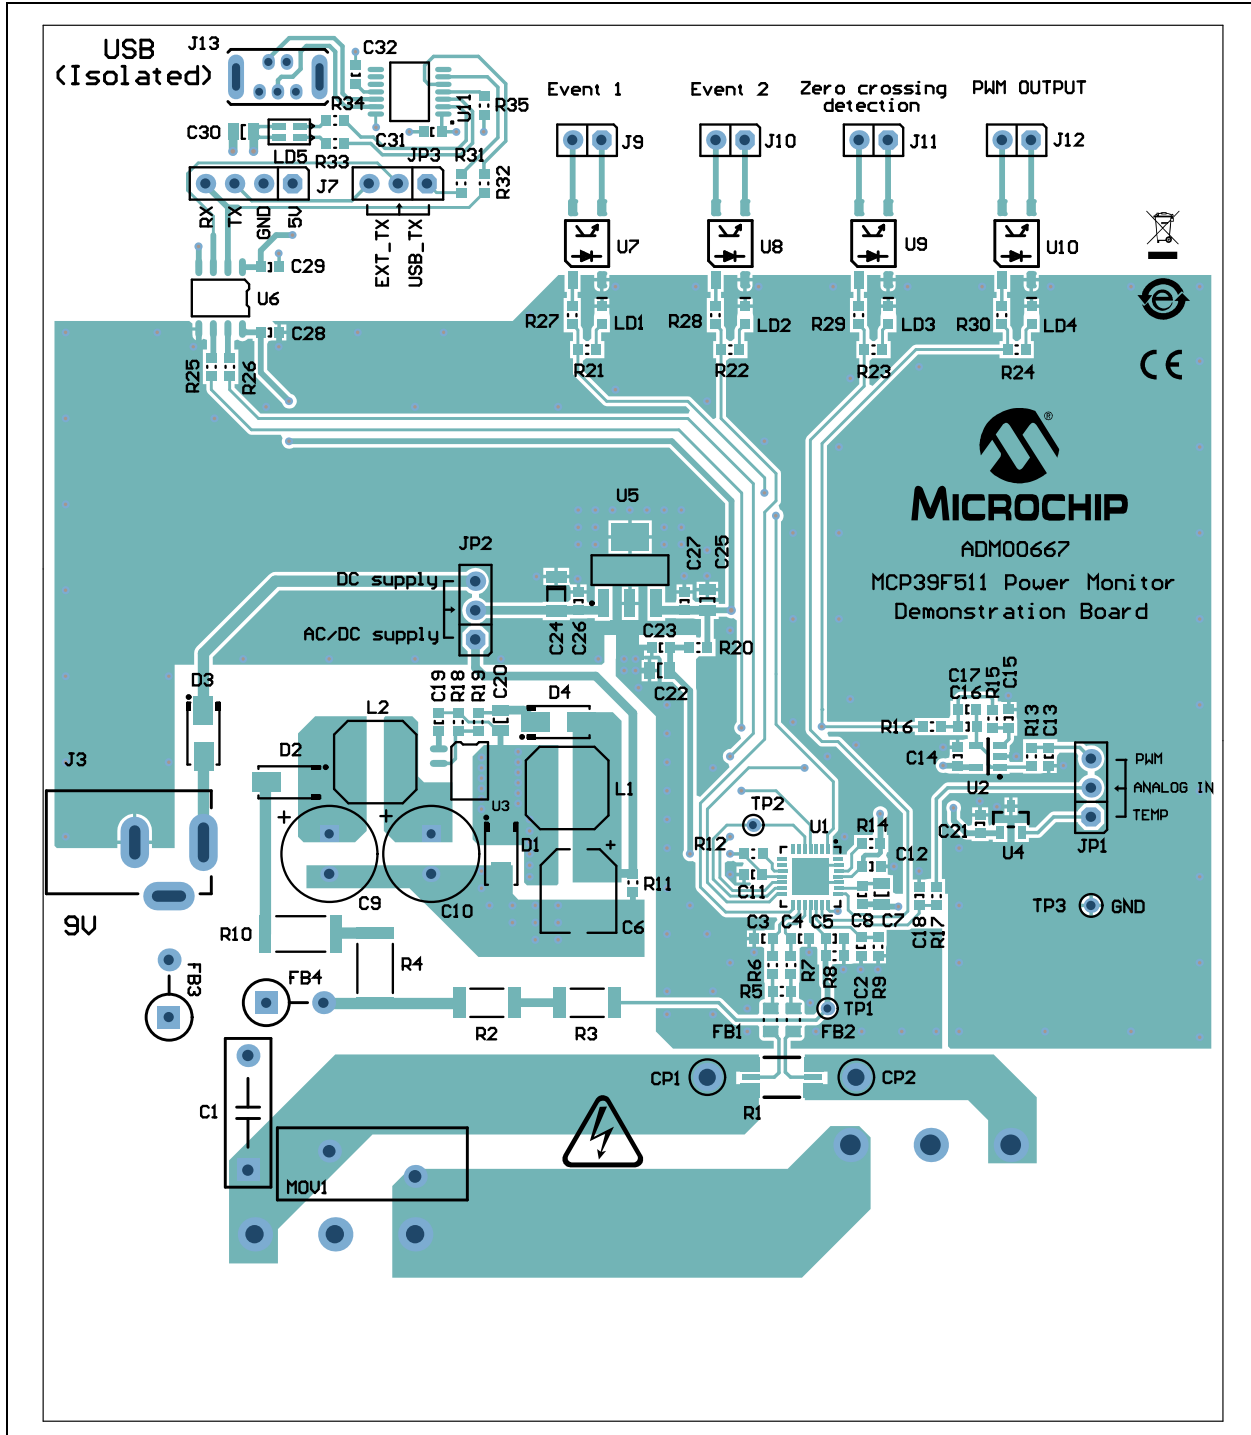 USB
(Isolated)
J13
C32
R34
U11
R35
C30
C31
LD5
R33
R31
JP3
R32
J7
RX
TX
GND
5V
EXT_TX
USB_TX
C29
U6
C28
R25
R26
Event 1
Event 2
Zero crossing
detection
PWM OUTPUT
J9
J10
J11
J12
U7
U8
U9
U10
R27
LD1
R28
LD2
R29
LD3
R30
LD4
R21
R22
R23
R24
CE
®
MICROCHIP
ADM00667
MCP39F511 Power Monitor
Demonstration Board
U5
JP2
DC supply
AC/DC supply
C24
C26
C27
C25
C23
R20
C22
D3
J3
9V
L2
D2
C19
R18
R19
C20
D4
L1
U3
D1
+
+
+
C9
C10
C6
R11
R10
R4
FB3
FB4
R2
R3
TP2
R12
U1
R14
C11
C12
C3
C4
C5
C8
C7
R6
R7
R8
C2
R9
R5
TP1
FB1
FB2
C18
R17
R16
C17
C16
R15
C15
C14
U2
R13
C13
C21
U4
JP1
PWM
ANALOG IN
TEMP
TP3
GND
CP1
R1
CP2
C1
MOV1